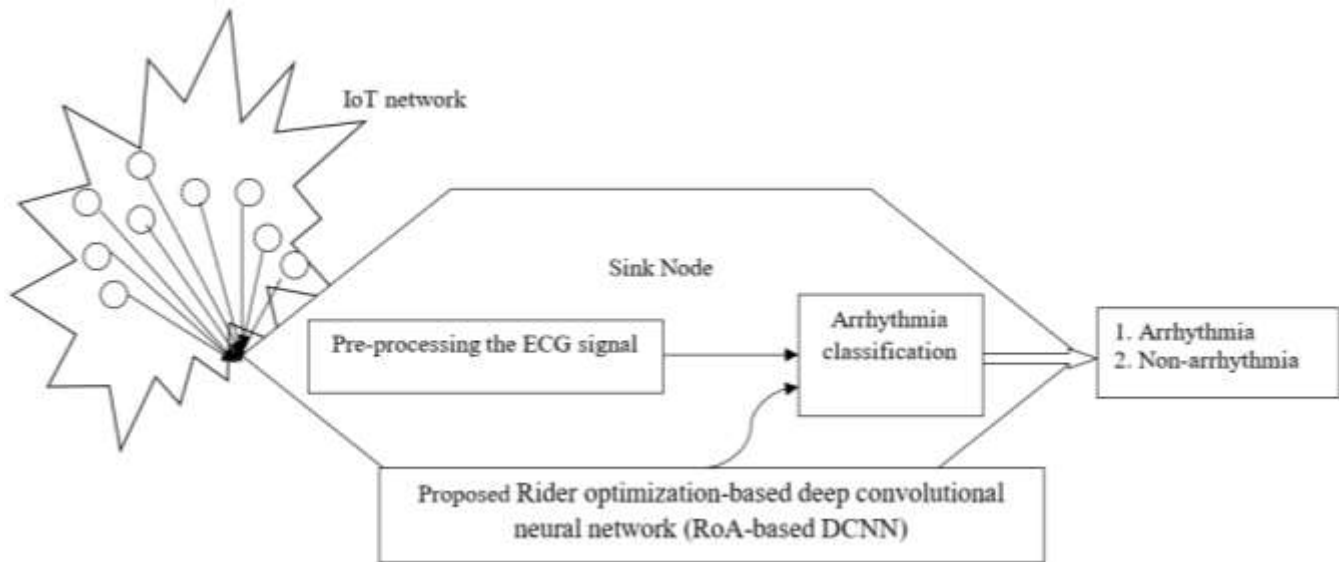 IoT network
Sink Node
Pre-processing the ECG signal
Arrhythmia
classification
1. Arrhythmia
2. Non-arrhythmia
Proposed Rider optimization-based deep convolutional
neural network (RoA-based DCNN)